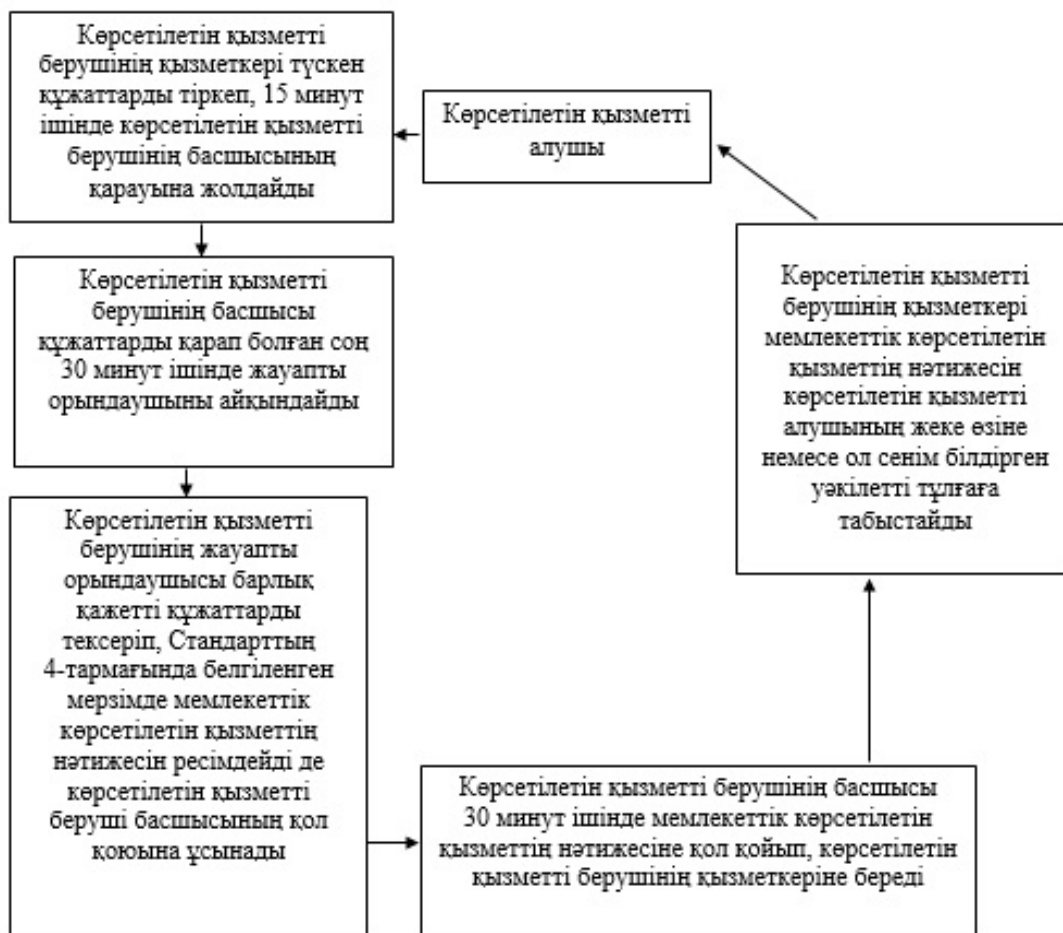 Көрсетілетін қызметті
берушінің қызметкері түскен
құжаттарды тіркеп, 15 минут
ішінде көрсетілетін қызметті
берушінің басшысының
қарауына жолдайды
Көрсетілетін қызметті
алушы
Көрсетілетін қызметті
берушінің басшысы
құжаттарды қарап болған соң
30 минут ішінде жауапты
орындаушыны айқындайды
Көрсетілетін қызметті
берушінің жауапты
орындаушысы барлық
қажетті құжаттарды
тексеріп, Стандарттың
4-тармағында белгіленген
мерзімде мемлекеттік
көрсетілетін қызметтің
нәтижесін ресімдейді де
көрсетілетін қызметті
беруші басшысының қол
қоюына ұсынады
Көрсетілетін қызметті берушінің басшысы
30 минут ішінде мемлекеттік көрсетілетін
қызметтің нәтижесіне қол қойып, көрсетілетін
қызметті берушінің қызметкеріне береді
Көрсетілетін қызметті
берушінің қызметкері
мемлекеттік көрсетілетін
қызметтің нәтижесін
көрсетілетін қызметті
алушының жеке өзіне
немесе ол сенім білдірген
уәкілетті тұлғаға
табыстайды